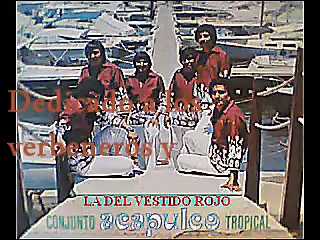 Dedicado a los
verbeneros y
LA DEL VESTIDO ROJO
CONJUNTO acapulco TROPICAL